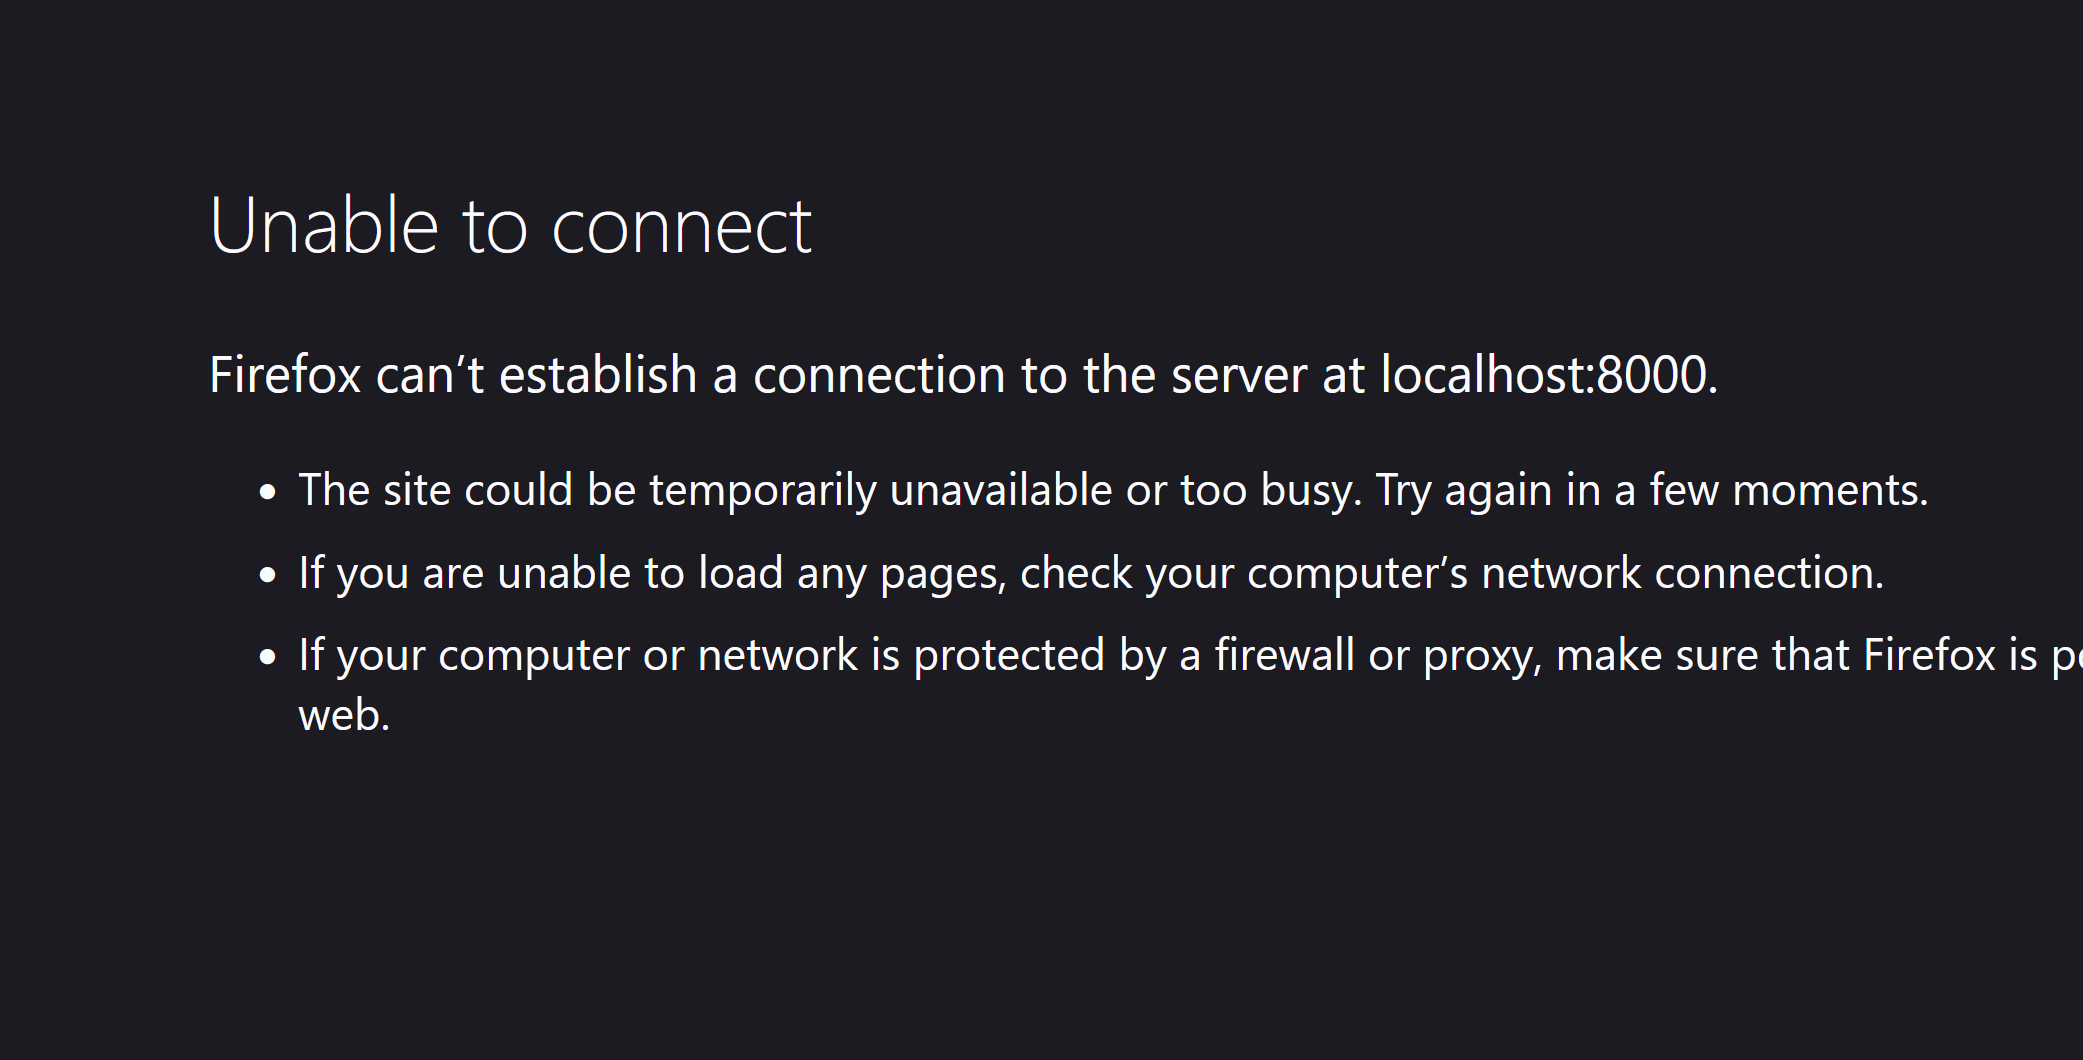 Unable to connect
Firefox can’t establish a connection to the server at localhost:8000.
• The site could be temporarily unavailable or too busy. Try again in a few moments.
• If you are unable to load any pages, check your computer’s network connection.
• If your computer or network is protected by a firewall or proxy, make sure that Firefox is
web.